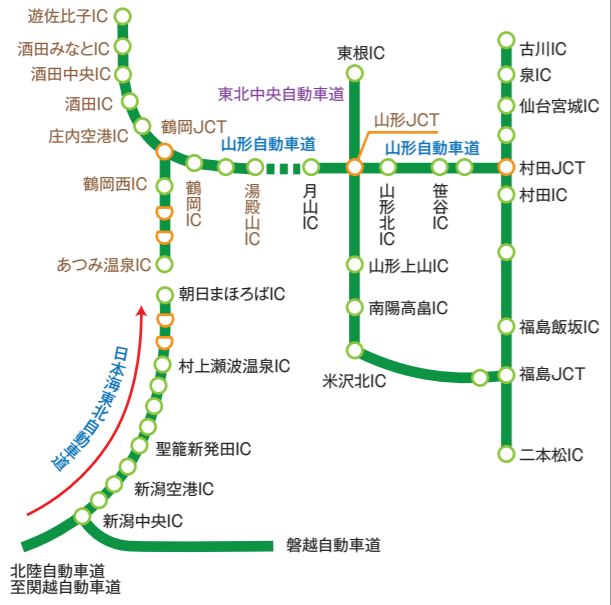 遊佐比子IC
酒田みなとIC
酒田中央IC
酒田IC
庄内空港IC
鶴岡JCT
鶴岡西IC
あつみ温泉IC
鶴岡IC
山形自動車道
湯殿山IC
月山IC
東根IC
東北中央自動車道
山形JCT
山形自動車道
山形北IC
笹谷IC
古川IC
泉IC
仙台宮城IC
村田JCT
村田IC
山形上山IC
南陽高畠IC
米沢北IC
福島飯坂IC
福島JCT
二本松IC
朝日まほろばIC
村上瀬波温泉IC
日本海東北自動車道
聖籠新発田IC
新潟空港IC
新潟中央IC
磐越自動車道
北陸自動車道
至関越自動車道